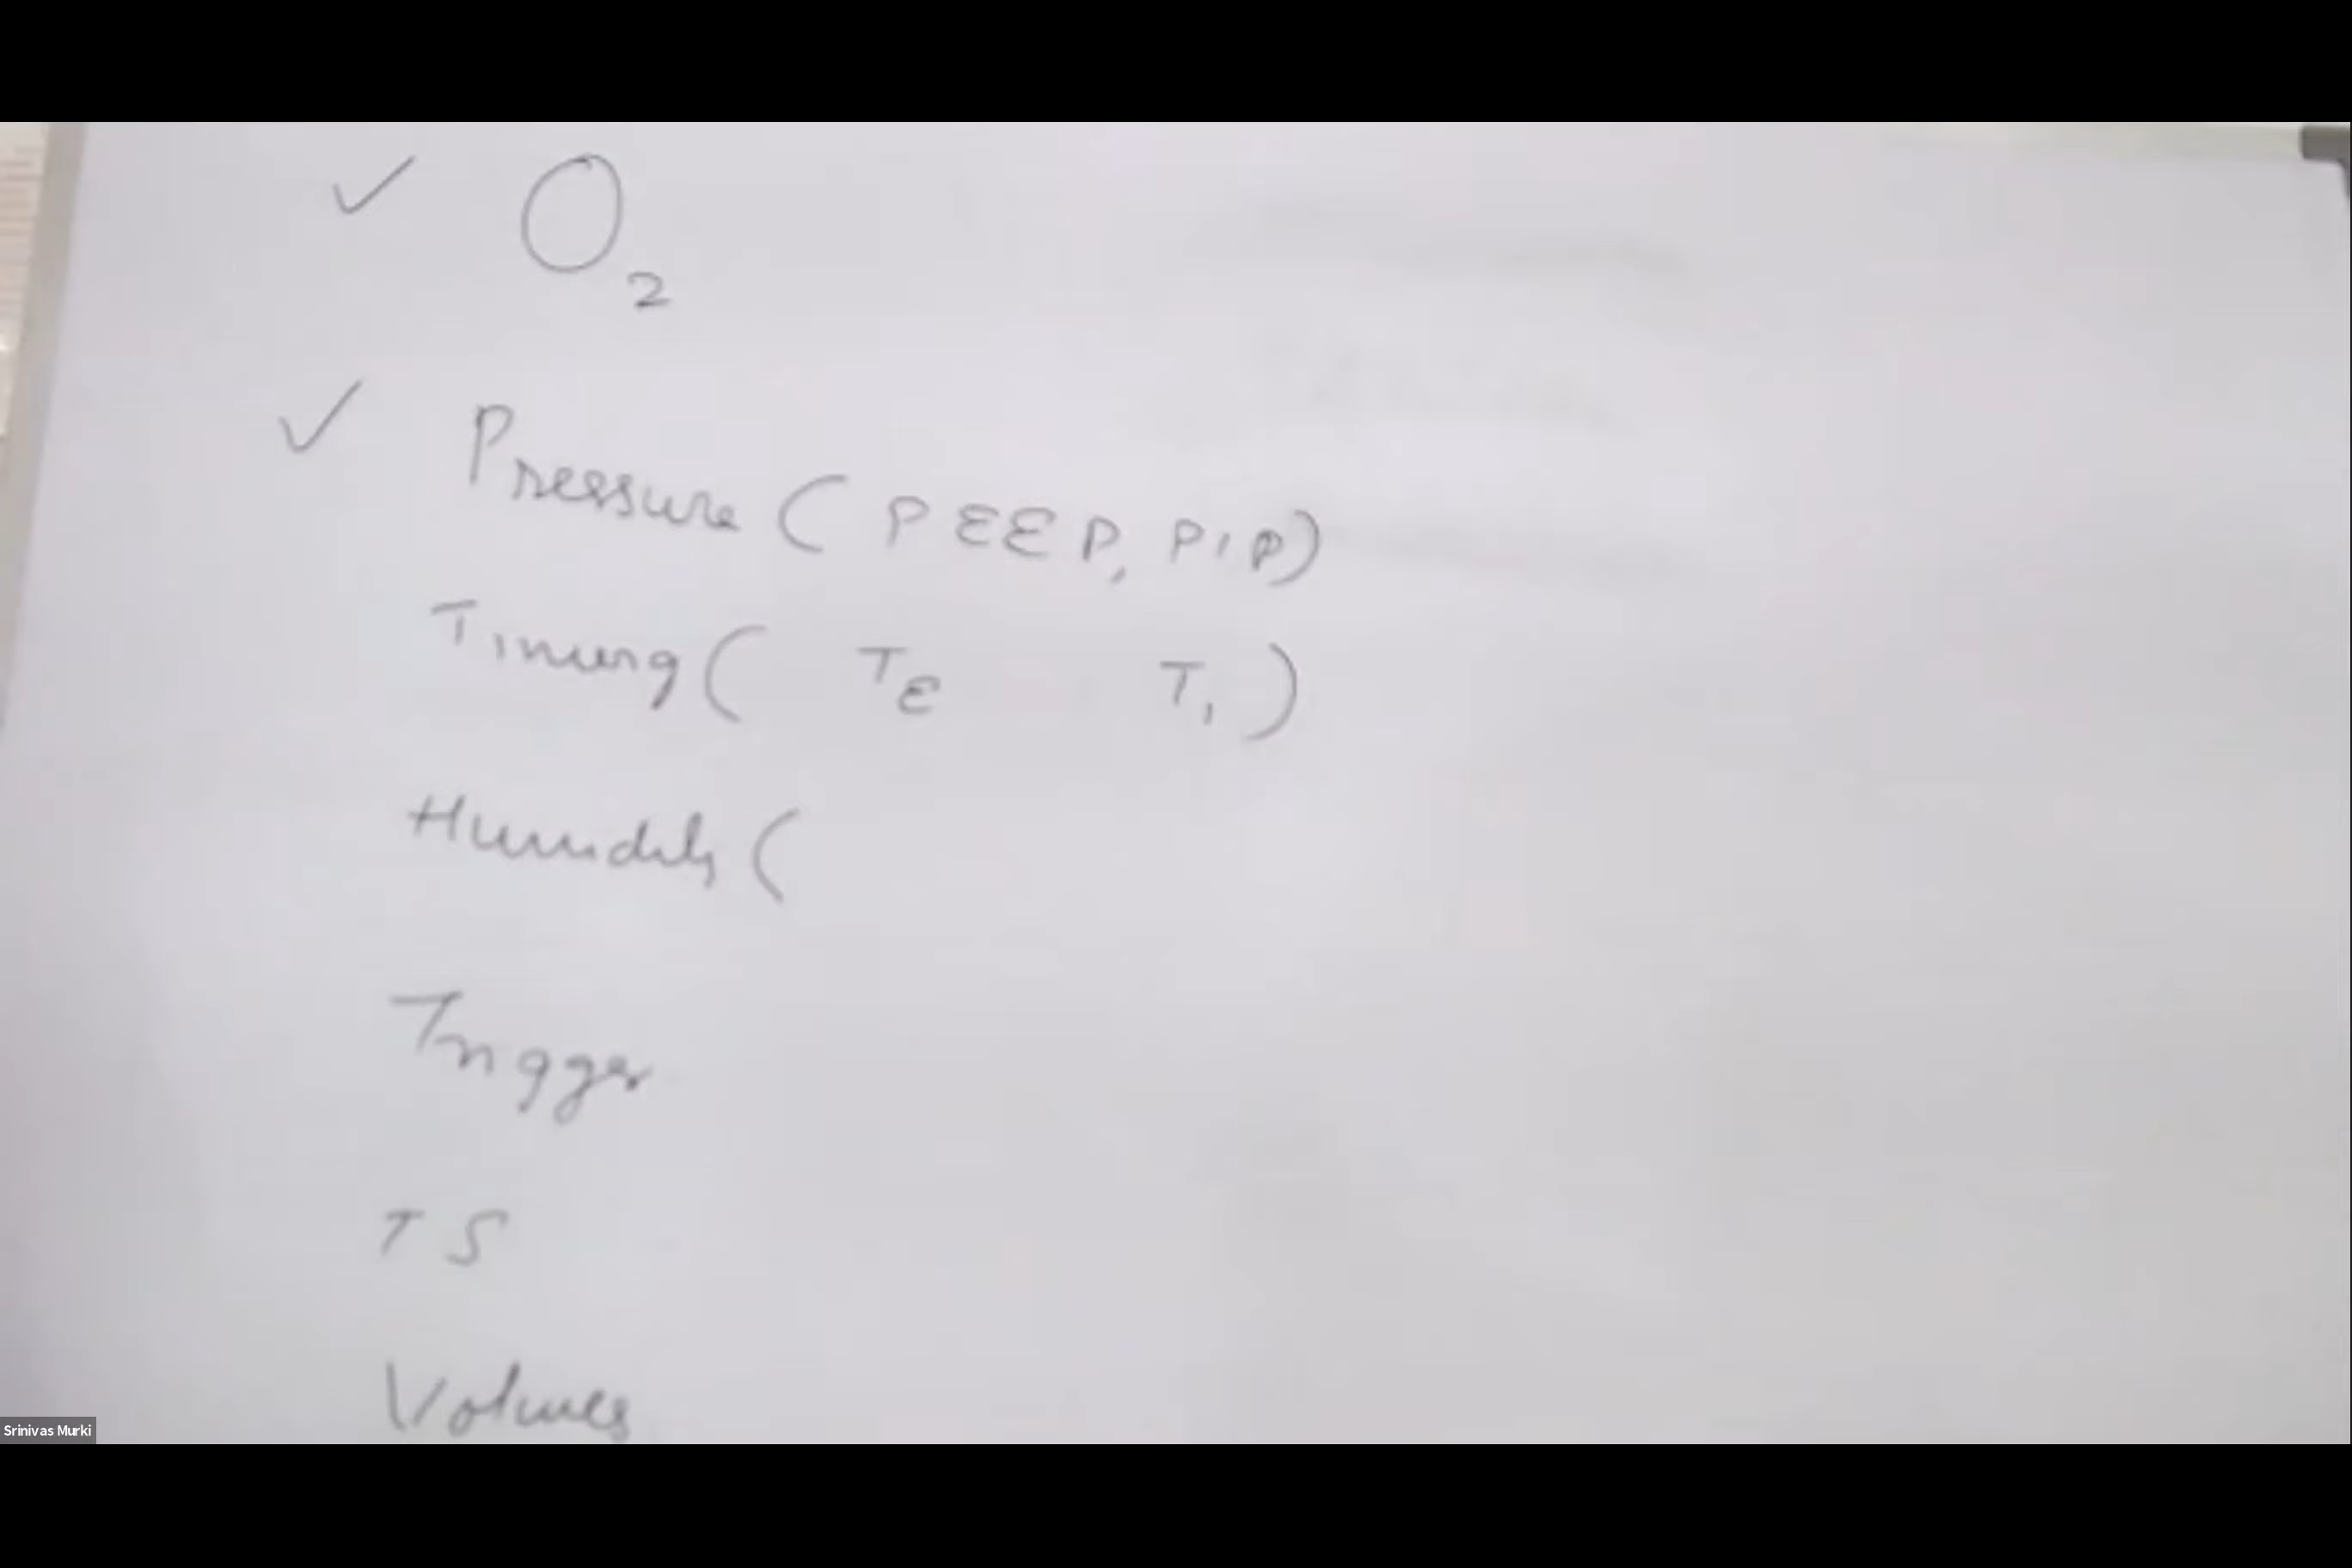 ✓ O₂
✓ Pressure ( PEEP, PIP)
Timing ( TE TI )
Humidity (
Trigger
TS
Volumes
Srinivas Murki